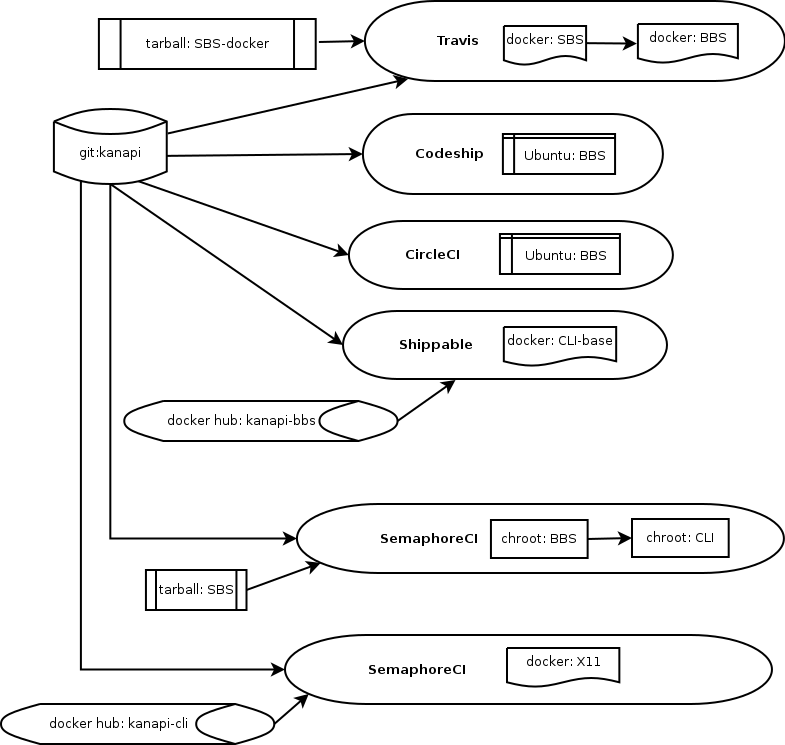 tarball: SBS-docker
Travis
docker: SBS
docker: BBS
git:kanapi
Codeship
Ubuntu: BBS
CircleCI
Ubuntu: BBS
Shippable
docker: CLI-base
docker hub: kanapi-bbs
SemaphoreCI
chroot: BBS
chroot: CLI
tarball: SBS
SemaphoreCI
docker: X11
docker hub: kanapi-cli